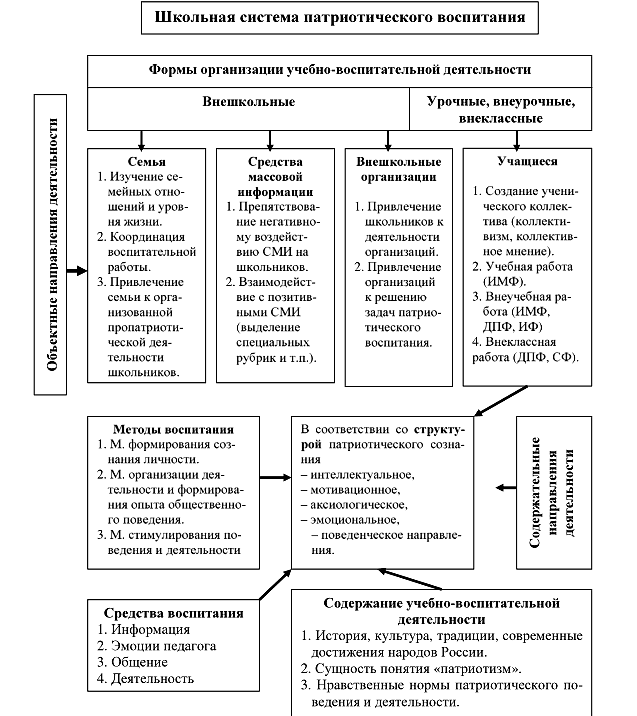 Школьная система патриотического воспитания
Формы организации учебно-воспитательной деятельности
Внешкольные
Урочные, внеурочные,
внеклассные
Объектные направления деятельности
Семья
1. Изучение се-
мейных отно-
шений и уров-
ня жизни.
2. Координация
воспитательной
работы.
3. Привлечение
семьи к орга-
низованной
пропатриоти-
ческой дея-
тельности
школьников.
Средства
массовой
информации
1. Препятствова-
ние негативно-
му воздейст-
вию СМИ на
школьников.
2. Взаимодейст-
вие с позитив-
ными СМИ
(выделение
специальных
рубрик и т.п.).
Внешкольные
организации
1. Привлечение
школьников к
деятельности
организаций.
2. Привлечение
организаций
к решению
задач патрио-
тического
воспитания.
Учащиеся
1. Создание учени-
ческого коллек-
тива (коллекти-
визм, коллектив-
ное мнение).
2. Учебная работа
(ИМФ).
3. Внеучебная ра-
бота (ИМФ,
ДПФ, ИФ)
4. Внеклассная
работа (ДПФ, СФ).
Методы воспитания
1. М. формирования соз-
нания личности.
2. М. организации дея-
тельности и формирова-
ния опыта общественно-
го поведения.
3. М. стимулирования по-
ведения и деятельности
В соответствии со структу-
рой патриотического созна-
ния
– интеллектуальное,
– мотивационное,
– аксиологическое,
– эмоциональное,
– поведенческое направле-
ния.
Содержательные
направления
деятельности
Средства воспитания
1. Информация
2. Эмоции педагога
3. Общение
4. Деятельность
Содержание учебно-воспитательной
деятельности
1. История, культура, традиции, современные
достижения народов России.
2. Сущность понятия «патриотизм».
3. Нравственные нормы патриотического по-
ведения и деятельности.